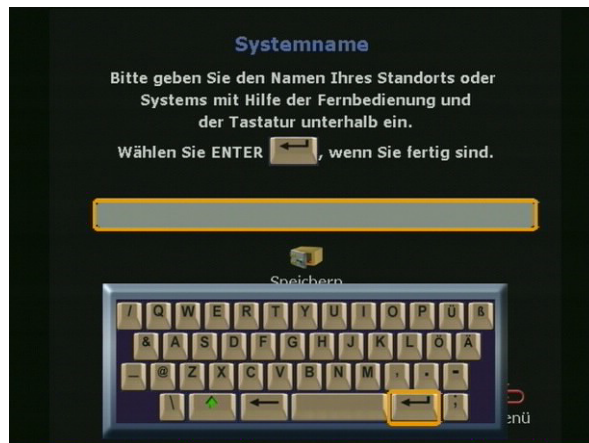 Systemname
Bitte geben Sie den Namen Ihres Standorts oder
Systems mit Hilfe der Fernbedienung und
der Tastatur unterhalb ein.
Wählen Sie ENTER , wenn Sie fertig sind.
Speichern
/ Q W E R T Y U I O P Ü ß
& A S D F G H J K L Ö Ä
_ @ Z X C V B N M , . -
\ ;
enü